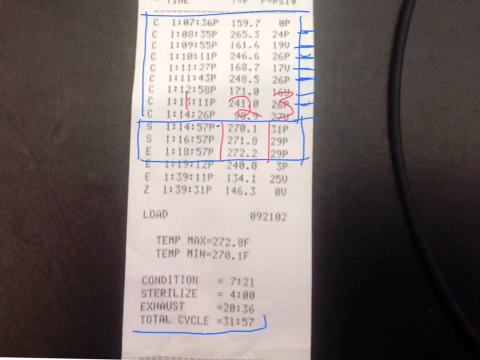 C 1:07:36P 159.7 0P
C 1:08:35P 265.3 24P
C 1:09:55P 161.6 19V
C 1:10:11P 246.6 26P
C 1:11:27P 168.7 17V
C 1:11:43P 248.5 26P
C 1:12:58P 171.0 16V
C 1:13:11P 241.0 26P
C 1:14:26P 27V
S 1:14:57P 270.1 31P
S 1:16:57P 271.8 29P
E 1:18:57P 272.2 29P
E 1:19:12P 240.0 3P
E 1:39:11P 134.1 25V
Z 1:39:31P 146.3 0V
LOAD 092102
TEMP MAX=272.8F
TEMP MIN=270.1F
CONDITION = 7:21
STERILIZE = 4:00
EXHAUST =20:36
TOTAL CYCLE =31:57